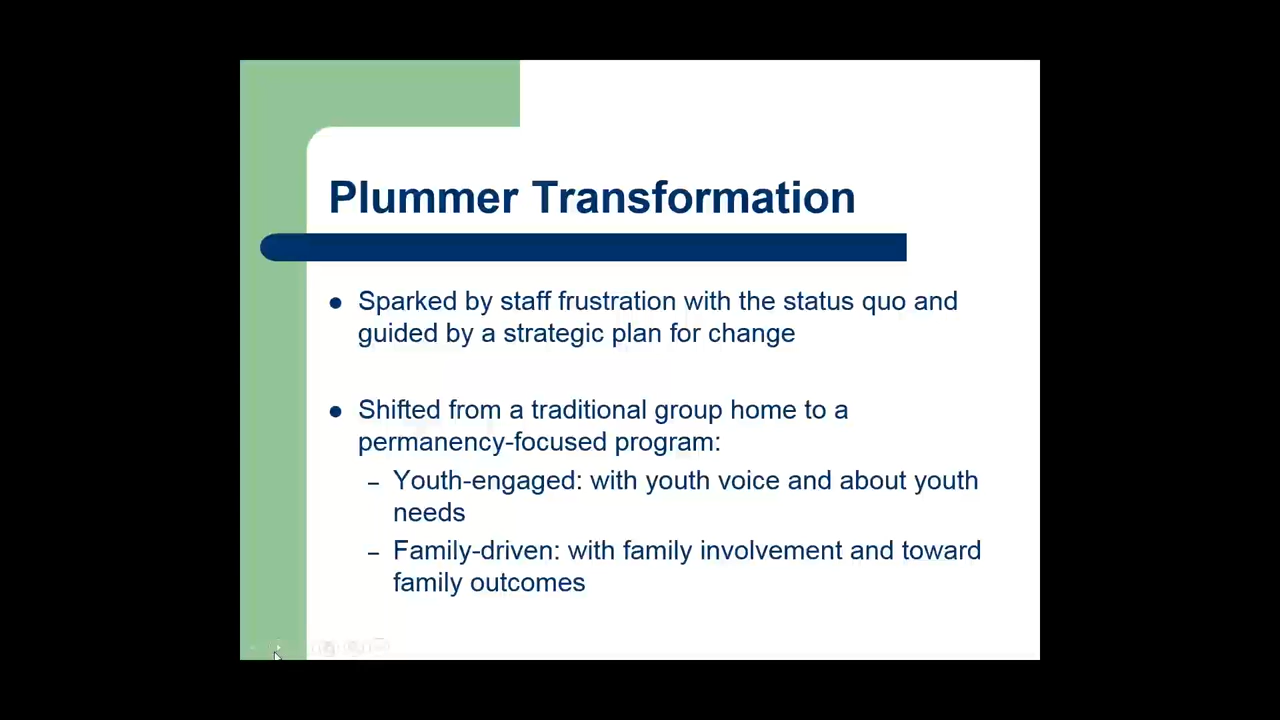 Plummer Transformation
● Sparked by staff frustration with the status quo and
guided by a strategic plan for change
● Shifted from a traditional group home to a
permanency-focused program:
– Youth-engaged: with youth voice and about youth
needs
– Family-driven: with family involvement and toward
family outcomes